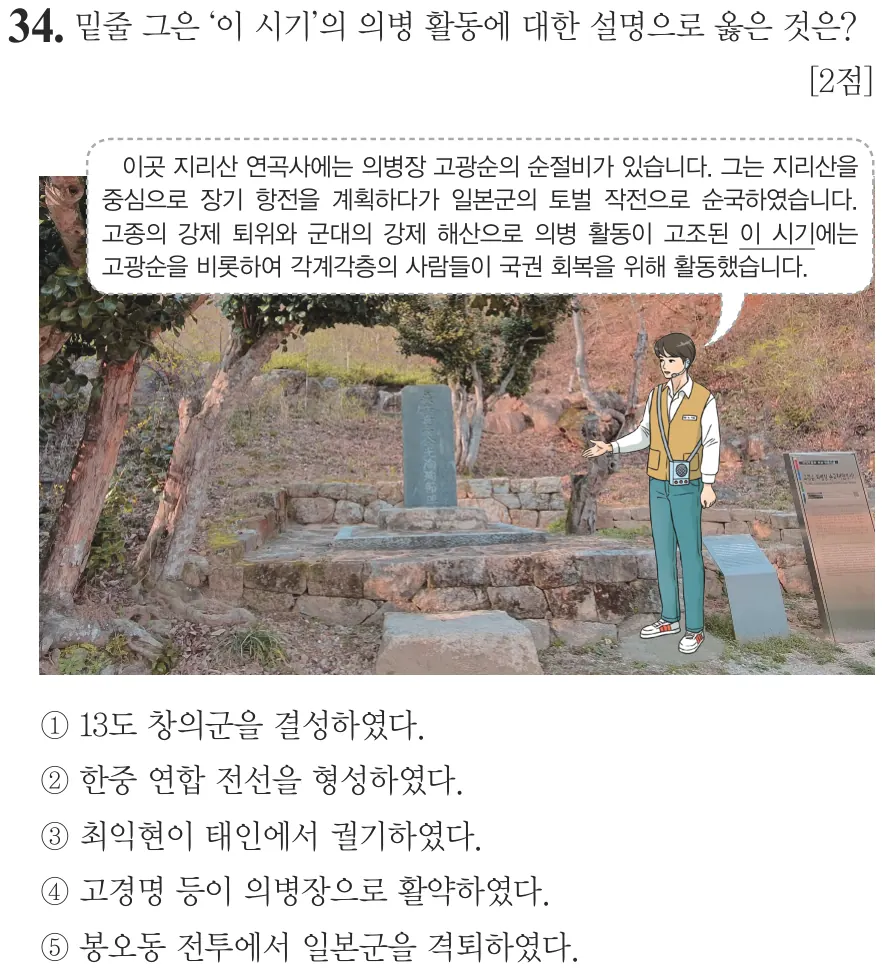 34. 밑줄 그은 ‘이 시기’의 의병 활동에 대한 설명으로 옳은 것은?
[2점]
이곳 지리산 연곡사에는 의병장 고광순의 순절비가 있습니다. 그는 지리산을
중심으로 장기 항전을 계획하다가 일본군의 토벌 작전으로 순국하였습니다.
고종의 강제 퇴위와 군대의 강제 해산으로 의병 활동이 고조된 이 시기에는
고광순을 비롯하여 각계각층의 사람들이 국권 회복을 위해 활동했습니다.
① 13도 창의군을 결성하였다.
② 한중 연합 전선을 형성하였다.
③ 최익현이 태인에서 궐기하였다.
④ 고경명 등이 의병장으로 활약하였다.
⑤ 봉오동 전투에서 일본군을 격퇴하였다.